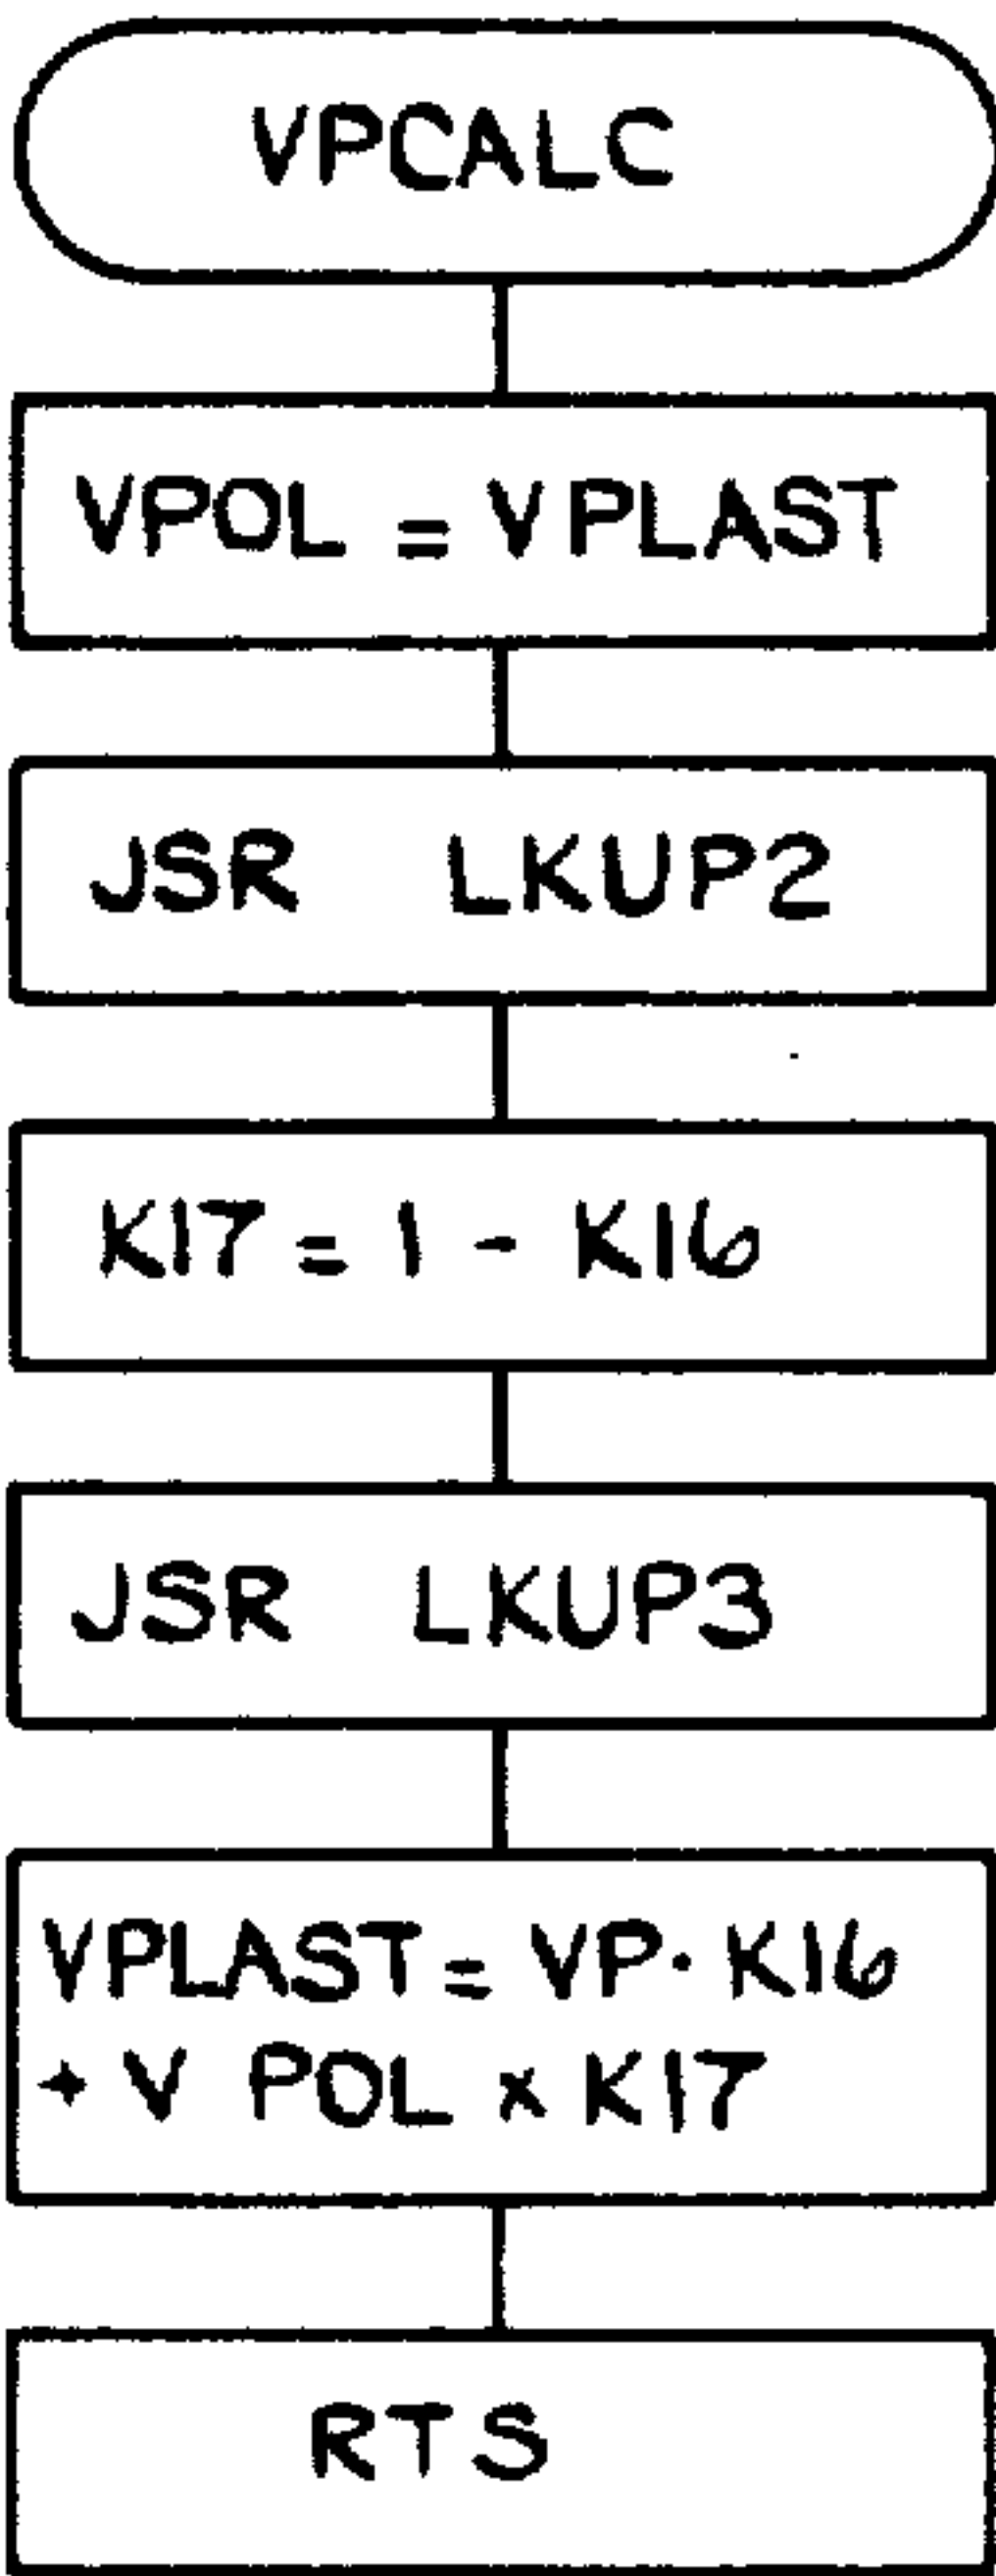 VPCALC
VPOL = VPLAST
JSR LKUP2
K17 = 1 - K16
JSR LKUP3
VPLAST = VP· K16
+ V POL x K17
RTS